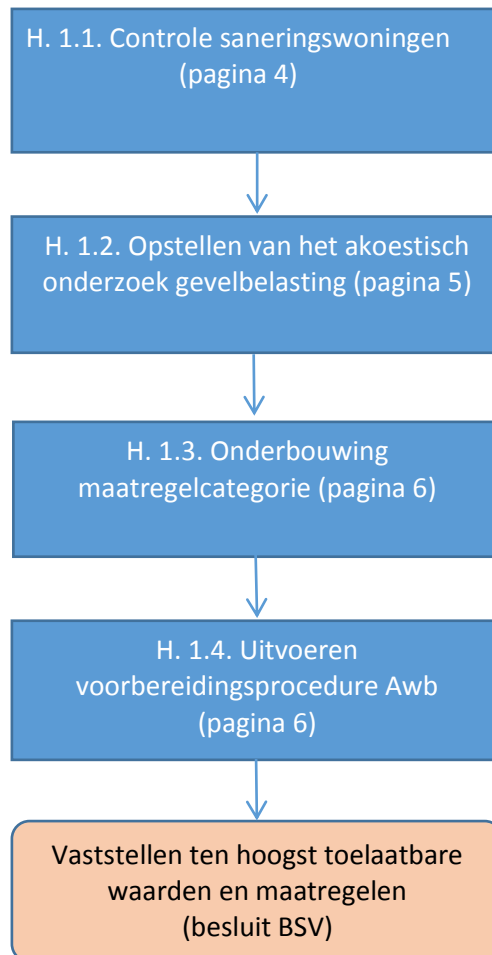 H. 1.1. Controle saneringswoningen
(pagina 4)
H. 1.2. Opstellen van het akoestisch
onderzoek gevelbelasting (pagina 5)
H. 1.3. Onderbouwing
maatregelcategorie (pagina 6)
H. 1.4. Uitvoeren
voorbereidingsprocedure Awb
(pagina 6)
Vaststellen ten hoogst toelaatbare
waarden en maatregelen
(besluit BSV)